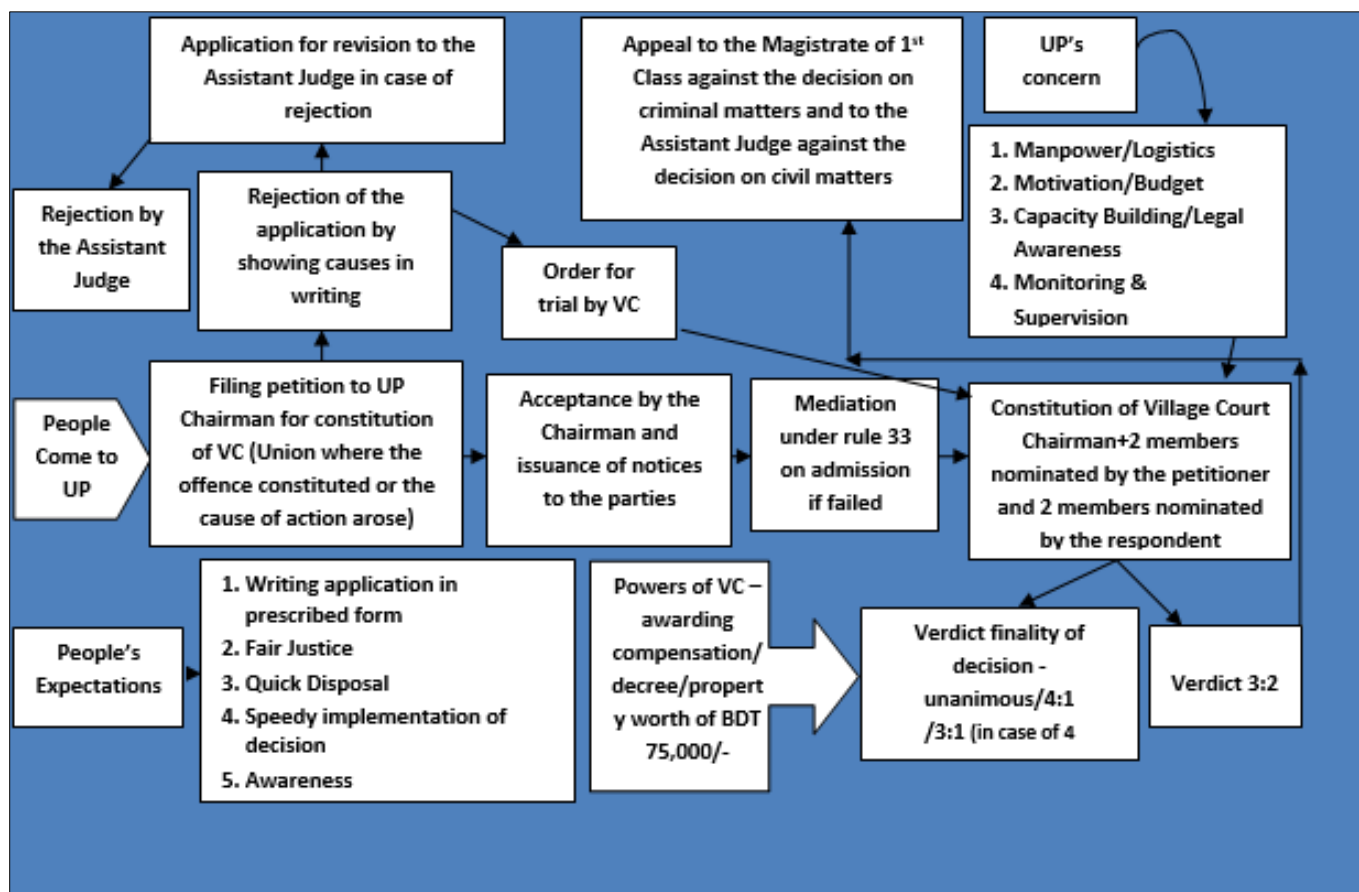 Application for revision to the
Assistant Judge in case of
rejection
Appeal to the Magistrate of 1st
Class against the decision on
criminal matters and to the
Assistant Judge against the
decision on civil matters
UP's
concern
1. Manpower/Logistics
2. Motivation/Budget
3. Capacity Building/Legal
Awareness
4. Monitoring &
Supervision
Rejection by
the Assistant
Judge
Rejection of the
application by
showing causes in
writing
Order for
trial by VC
People
Come to
UP
Filing petition to UP
Chairman for constitution
of VC (Union where the
offence constituted or the
cause of action arose)
Acceptance by the
Chairman and
issuance of notices
to the parties
Mediation
under rule 33
on admission
if failed
Constitution of Village Court
Chairman+2 members
nominated by the petitioner
and 2 members nominated
by the respondent
People's
Expectations
1. Writing application in
prescribed form
2. Fair Justice
3. Quick Disposal
4. Speedy implementation of
decision
5. Awareness
Powers of VC –
awarding
compensation/
decree/propert
y worth of BDT
75,000/-
Verdict finality of
decision -
unanimous/4:1
/3:1 (in case of 4
Verdict 3:2